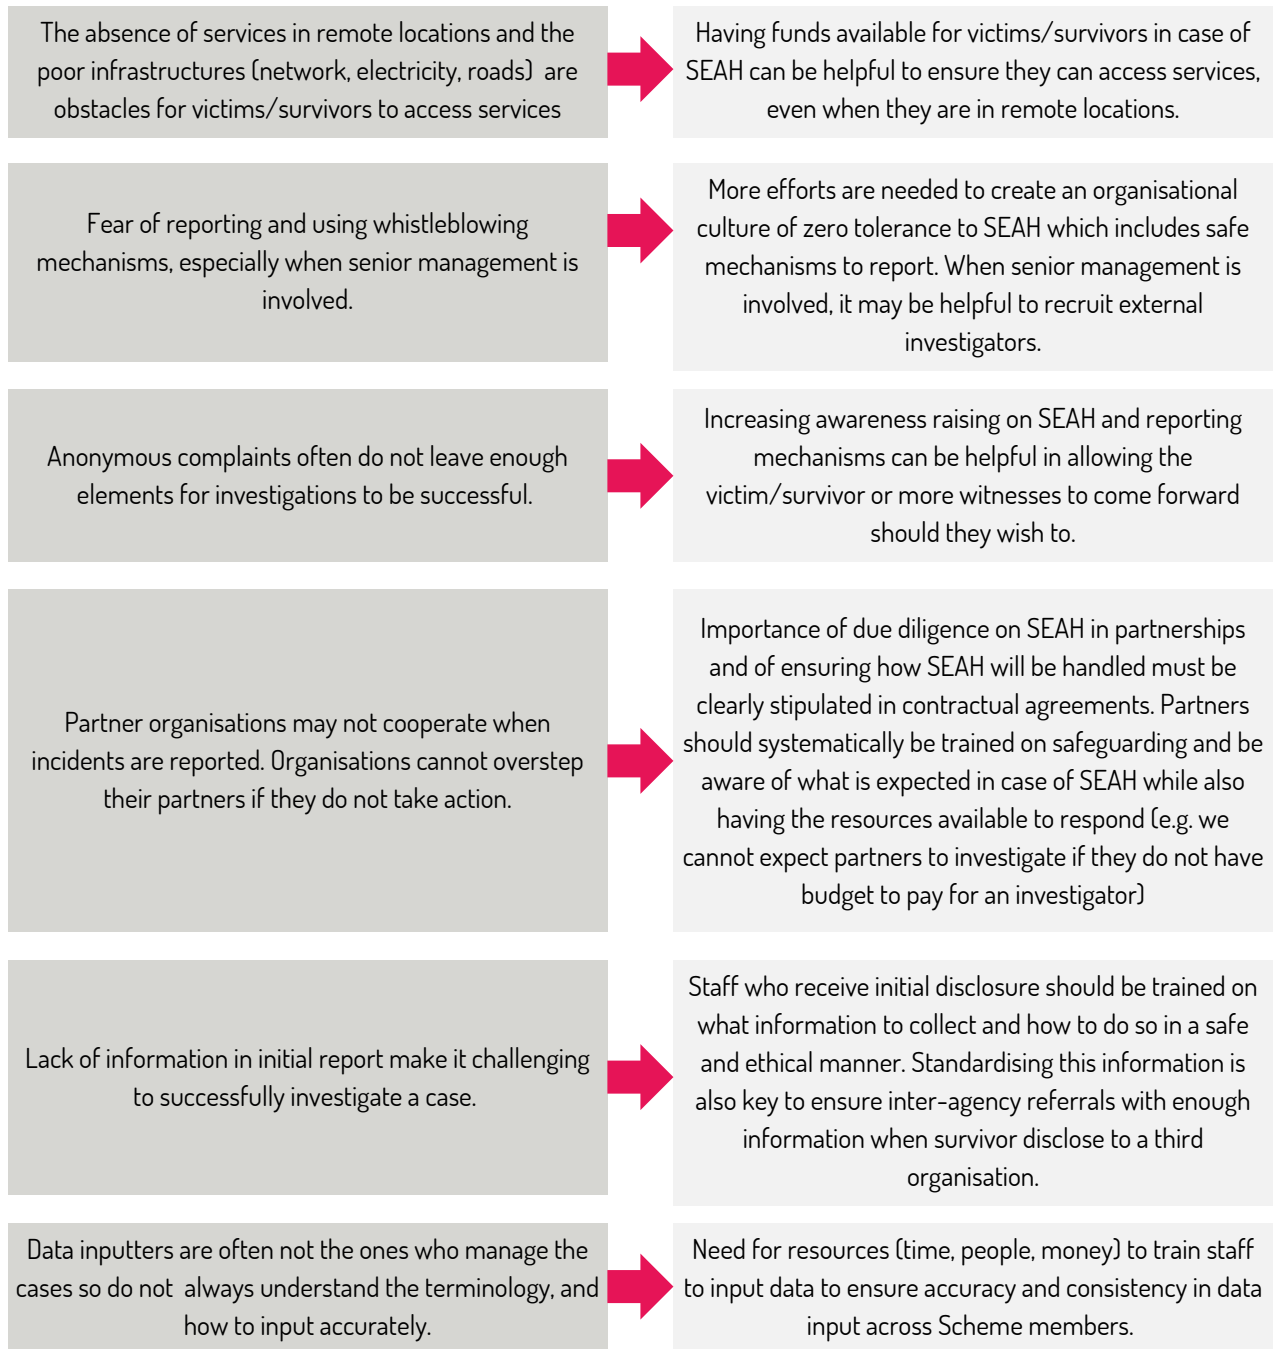 The absence of services in remote locations and the
poor infrastructures (network, electricity, roads)  are
obstacles for victims/survivors to access services
Having funds available for victims/survivors in case of
SEAH can be helpful to ensure they can access services,
even when they are in remote locations.
Fear of reporting and using whistleblowing
mechanisms, especially when senior management is
involved.
More efforts are needed to create an organisational
culture of zero tolerance to SEAH which includes safe
mechanisms to report. When senior management is
involved, it may be helpful to recruit external
investigators.
Anonymous complaints often do not leave enough
elements for investigations to be successful.
Increasing awareness raising on SEAH and reporting
mechanisms can be helpful in allowing the
victim/survivor or more witnesses to come forward
should they wish to.
Partner organisations may not cooperate when
incidents are reported. Organisations cannot overstep
their partners if they do not take action.
Importance of due diligence on SEAH in partnerships
and of ensuring how SEAH will be handled must be
clearly stipulated in contractual agreements. Partners
should systematically be trained on safeguarding and be
aware of what is expected in case of SEAH while also
having the resources available to respond (e.g. we
cannot expect partners to investigate if they do not have
budget to pay for an investigator)
Lack of information in initial report make it challenging
to successfully investigate a case.
Staff who receive initial disclosure should be trained on
what information to collect and how to do so in a safe
and ethical manner. Standardising this information is
also key to ensure inter-agency referrals with enough
information when survivor disclose to a third
organisation.
Data inputters are often not the ones who manage the
cases so do not  always understand the terminology, and
how to input accurately.
Need for resources (time, people, money) to train staff
to input data to ensure accuracy and consistency in data
input across Scheme members.